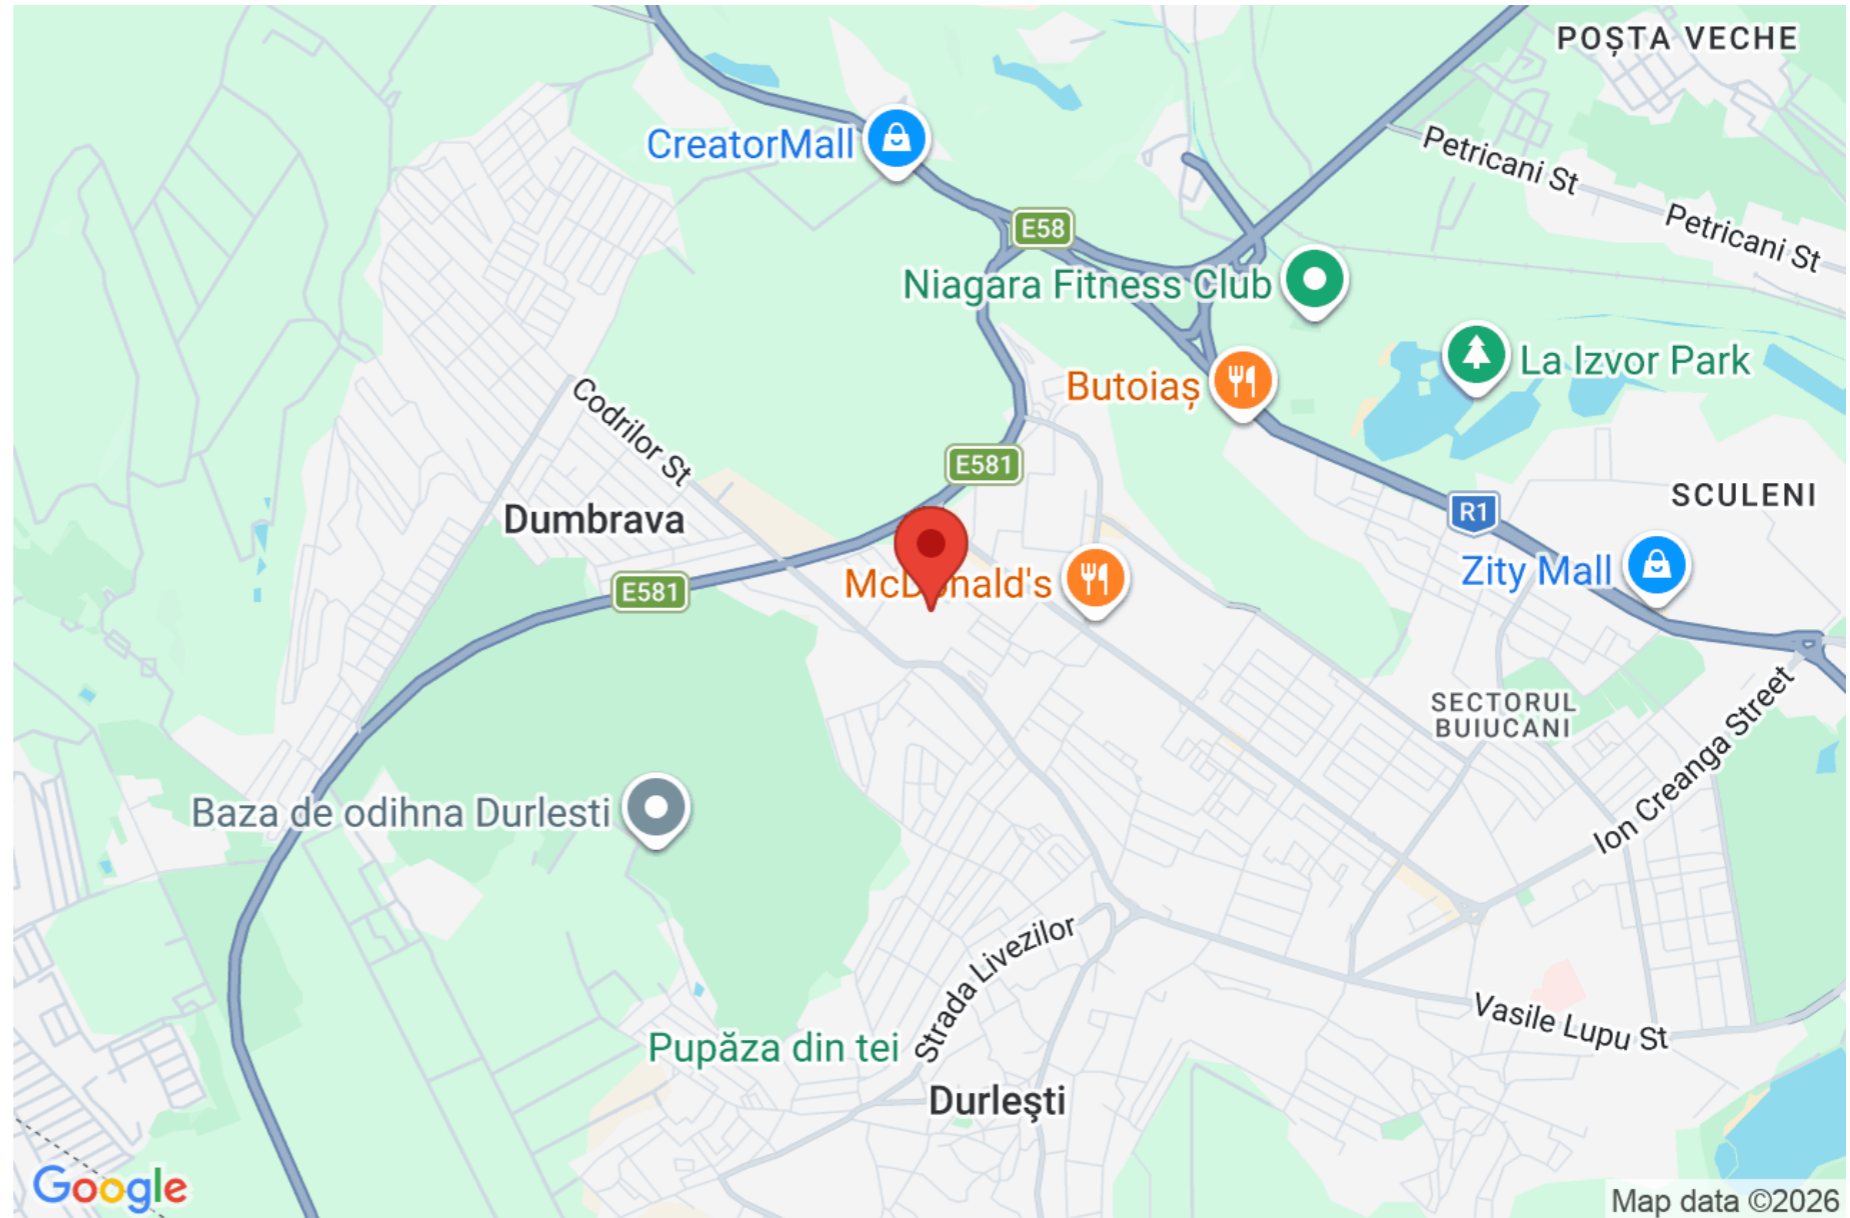 POȘTA VECHE
CreatorMall
Petricani St
Petricani St
E58
Niagara Fitness Club
La Izvor Park
Butoiaș
Codrilor St
E581
SCULENI
Dumbrava
R1
Zity Mall
McDonald's
E581
SECTORUL
BUIUCANI
Ion Creanga Street
Baza de odihna Durlesti
Strada Livezilor
Vasile Lupu St
Pupăza din tei
Durleşti
Google
Map data ©2026